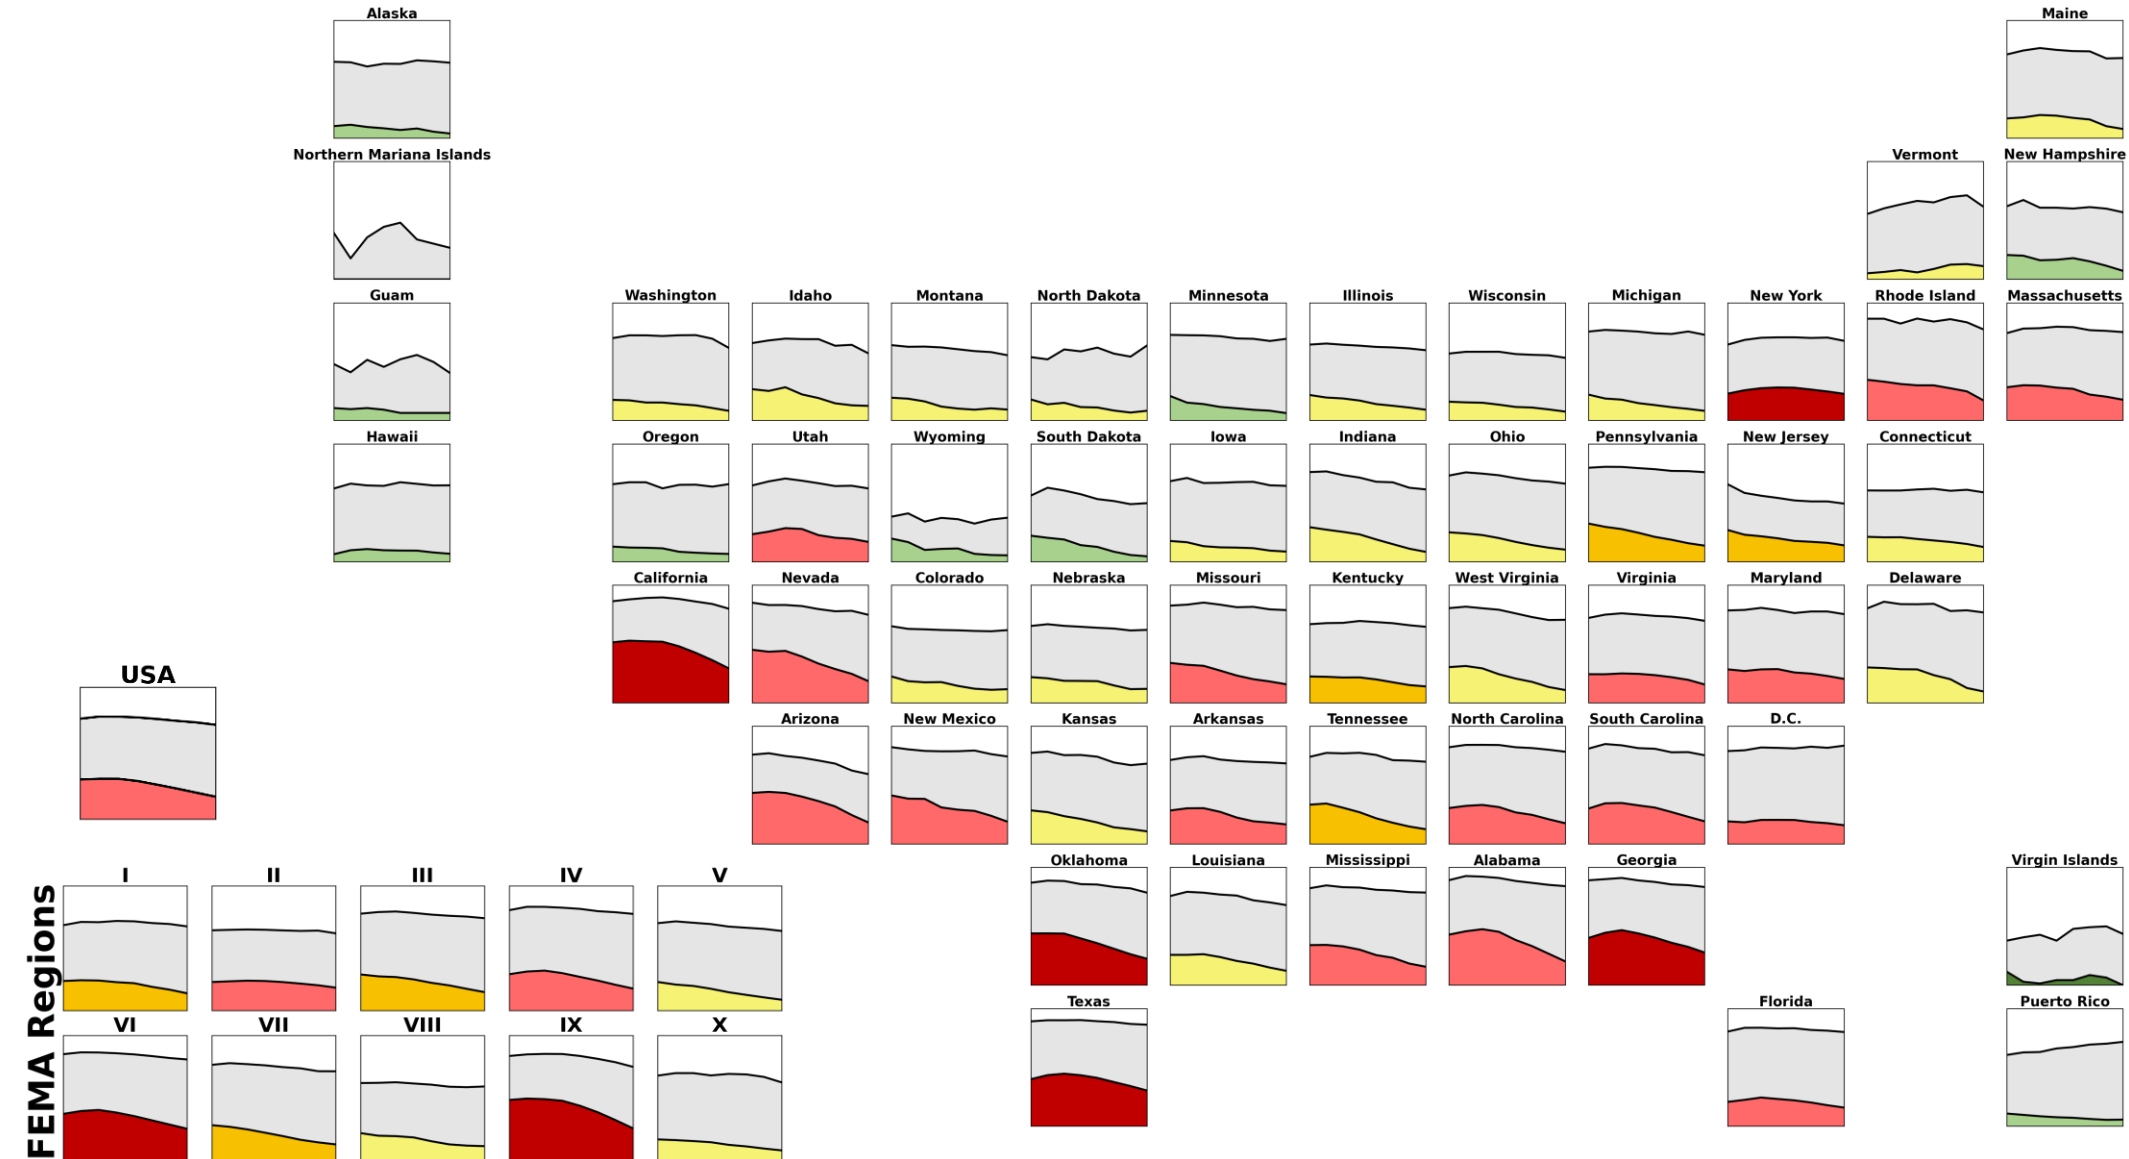 Alaska
Maine
Northern Mariana Islands
Vermont
New Hampshire
Guam
Washington
Idaho
Montana
North Dakota
Minnesota
Illinois
Wisconsin
Michigan
New York
Rhode Island
Massachusetts
Hawaii
Oregon
Utah
Wyoming
South Dakota
Iowa
Indiana
Ohio
Pennsylvania
New Jersey
Connecticut
California
Nevada
Colorado
Nebraska
Missouri
Kentucky
West Virginia
Virginia
Maryland
Delaware
USA
Arizona
New Mexico
Kansas
Arkansas
Tennessee
North Carolina
South Carolina
D.C.
Oklahoma
Louisiana
Mississippi
Alabama
Georgia
Virgin Islands
FEMA Regions
I
II
III
IV
V
Texas
Florida
Puerto Rico
VI
VII
VIII
IX
X